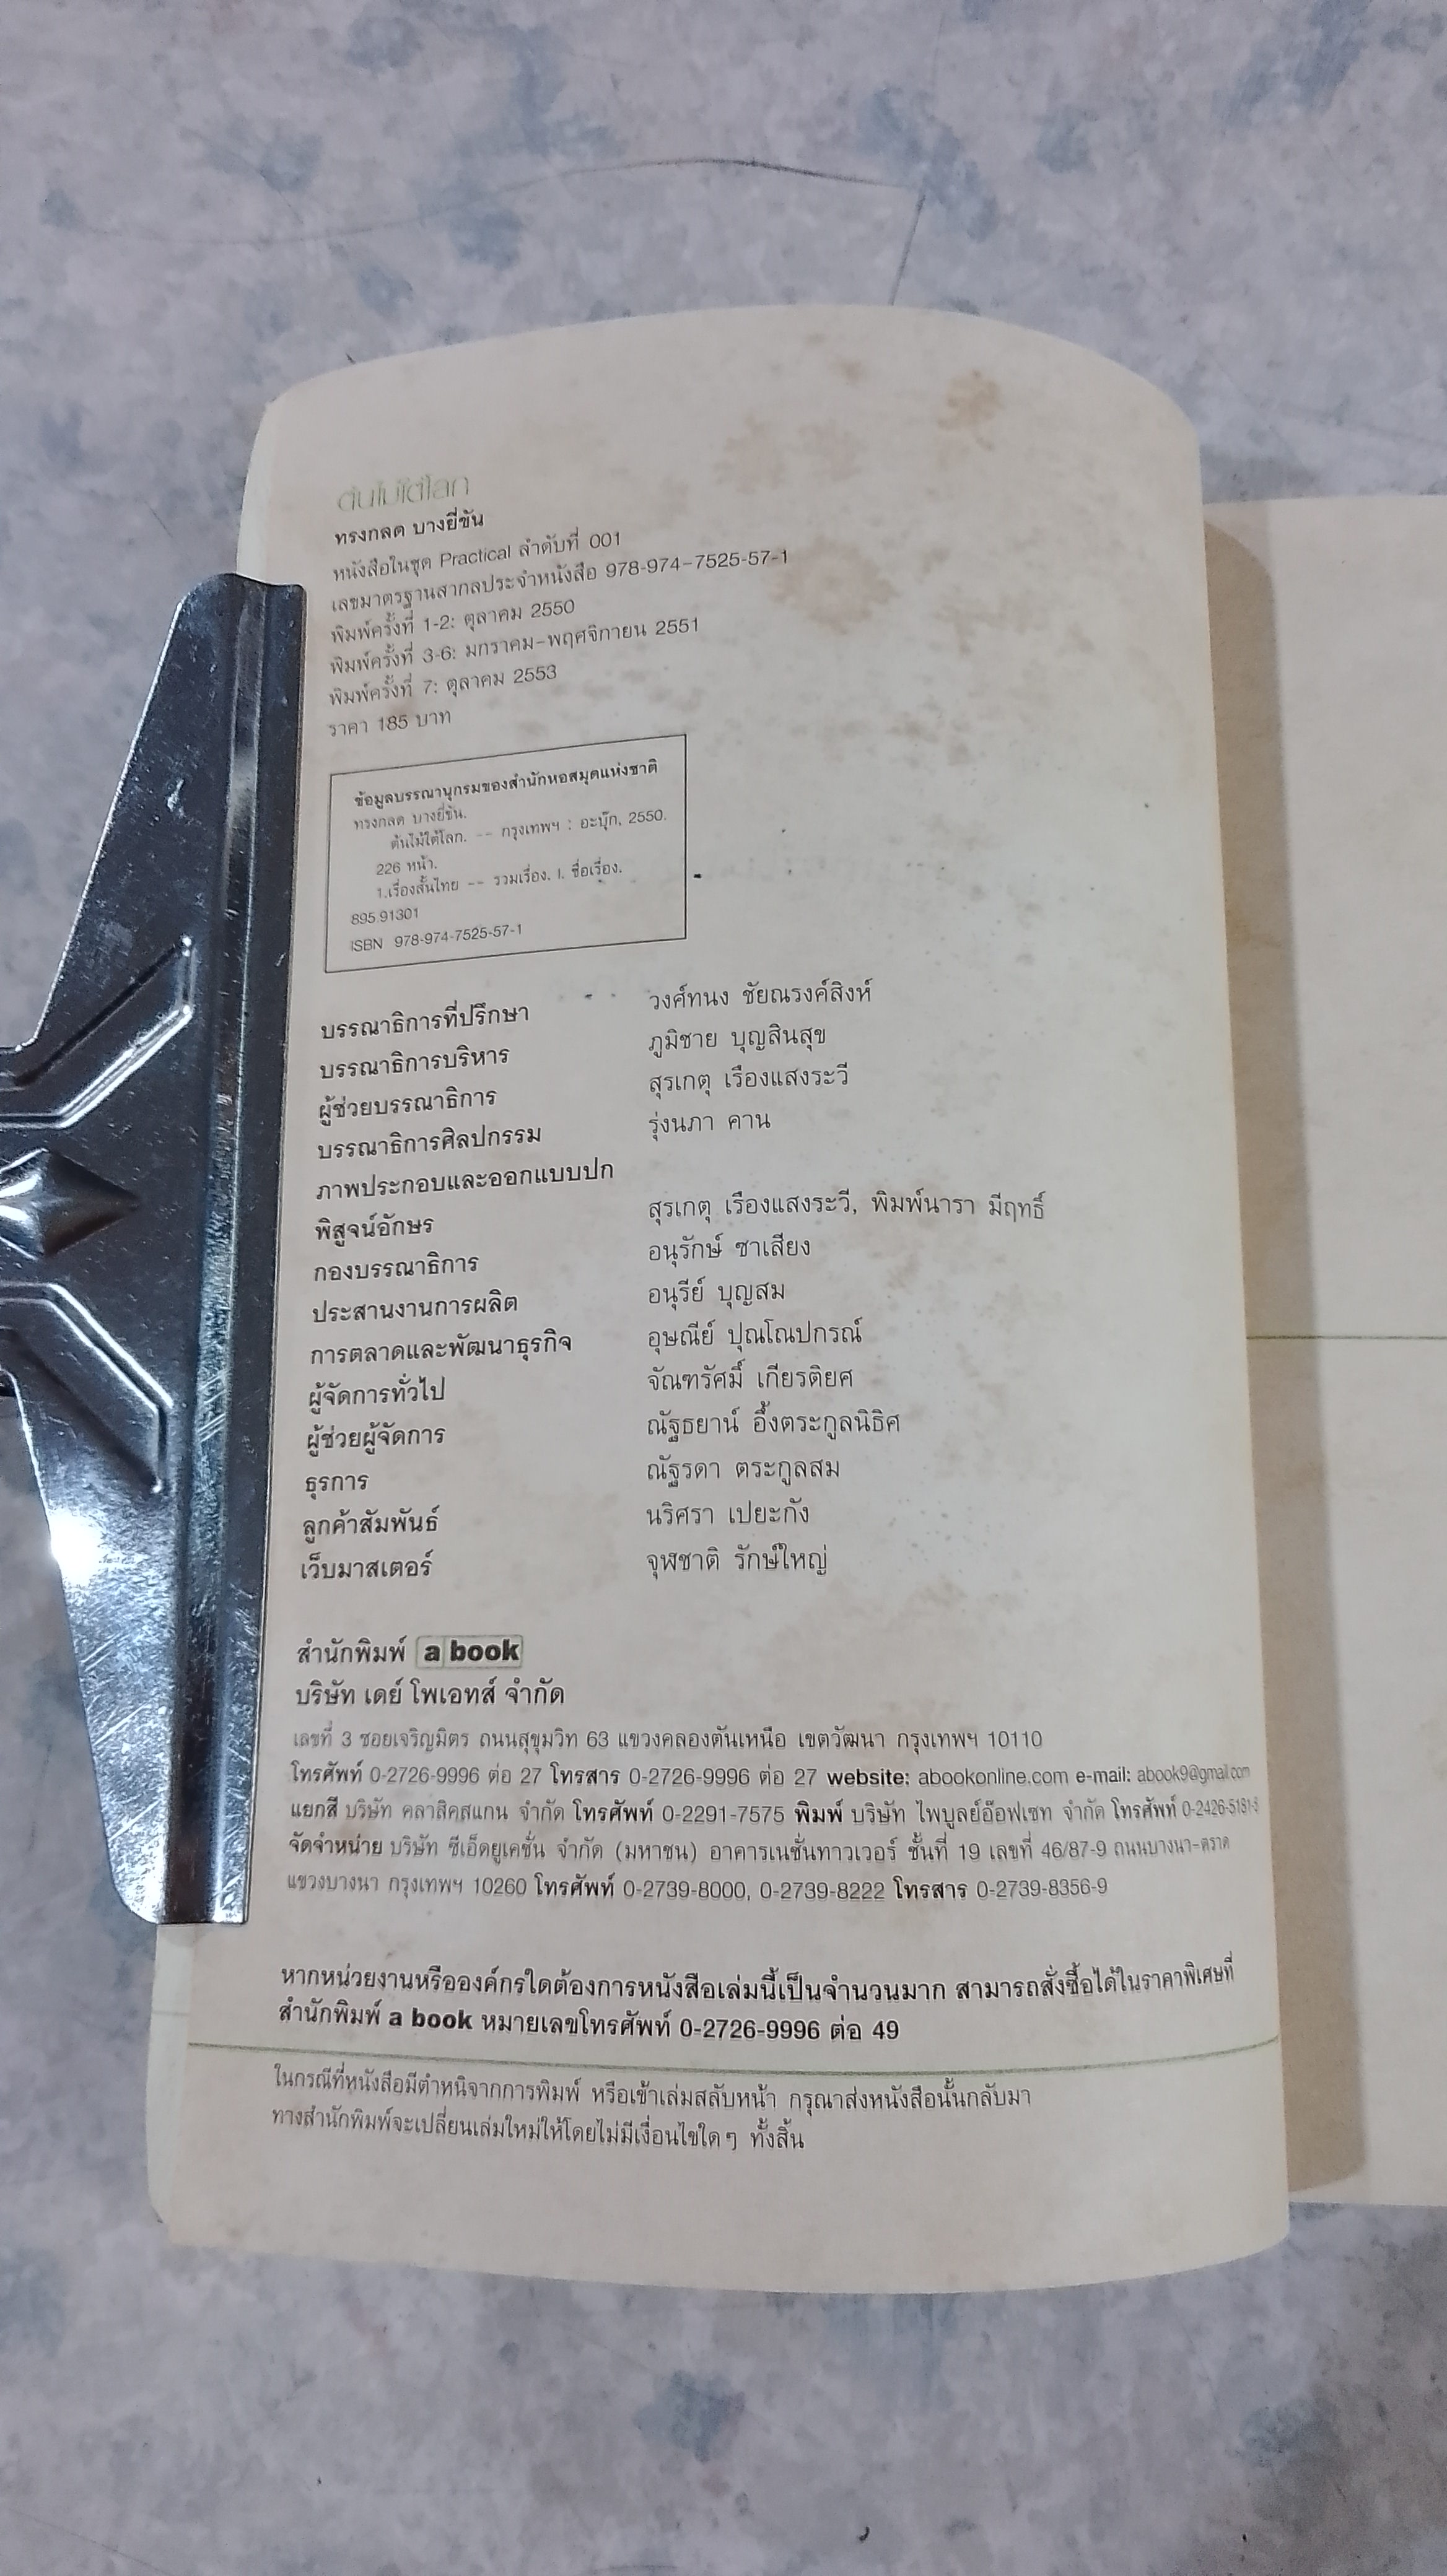 ต้นไม้ใต้โลก
ทรงกลด บางยี่ขัน
หนังสือในชุด Practical ลำดับที่ 001
เลขมาตรฐานสากลประจำหนังสือ 978-974-7525-57-1
พิมพ์ครั้งที่ 1-2: ตุลาคม 2550
พิมพ์ครั้งที่ 3-6: มกราคม-พฤศจิกายน 2551
พิมพ์ครั้งที่ 7: ตุลาคม 2553
ราคา 185 บาท
ข้อมูลบรรณานุกรมของสำนักหอสมุดแห่งชาติ
ทรงกลด บางยี่ขัน.
ต้นไม้ใต้โลก. -- กรุงเทพฯ : อะบุ๊ก, 2550.
226 หน้า.
1.เรื่องสั้นไทย -- รวมเรื่อง. I. ชื่อเรื่อง.
895.91301
ISBN 978-974-7525-57-1
บรรณาธิการที่ปรึกษา วงศ์ทนง ชัยณรงค์สิงห์
บรรณาธิการบริหาร ภูมิชาย บุญสินสุข
ผู้ช่วยบรรณาธิการ สุรเกตุ เรืองแสงระวี
บรรณาธิการศิลปกรรม รุ่งนภา คาน
ภาพประกอบและออกแบบปก
พิสูจน์อักษร สุรเกตุ เรืองแสงระวี, พิมพ์นารา มีฤทธิ์
กองบรรณาธิการ อนุรักษ์ ซาเสียง
ประสานงานการผลิต อนุรีย์ บุญสม
การตลาดและพัฒนาธุรกิจ อุษณีย์ ปุณโณปกรณ์
ผู้จัดการทั่วไป จัณฑรัศมิ์ เกียรติยศ
ผู้ช่วยผู้จัดการ ณัฐธยาน์ อึ้งตระกูลนิธิศ
ธุรการ ณัฐรดา ตระกูลสม
ลูกค้าสัมพันธ์ นริศรา เปยะกัง
เว็บมาสเตอร์ จุฬชาติ รักษ์ใหญ่
สำนักพิมพ์ a book
บริษัท เดย์ โพเอทส์ จำกัด
เลขที่ 3 ซอยเจริญมิตร ถนนสุขุมวิท 63 แขวงคลองตันเหนือ เขตวัฒนา กรุงเทพฯ 10110
โทรศัพท์ 0-2726-9996 ต่อ 27 โทรสาร 0-2726-9996 ต่อ 27 website: abookonline.com e-mail: abook9@gmail.com
แยกสี บริษัท คลาสิคสแกน จำกัด โทรศัพท์ 0-2291-7575 พิมพ์ บริษัท ไพบูลย์อ๊อฟเซท จำกัด โทรศัพท์
จัดจำหน่าย บริษัท ซีเอ็ดยูเคชั่น จำกัด (มหาชน) อาคารเนชั่นทาวเวอร์ ชั้นที่ 19 เลขที่ 46/87-9 ถนนบางนา-ตราด
แขวงบางนา กรุงเทพฯ 10260 โทรศัพท์ 0-2739-8000, 0-2739-8222 โทรสาร 0-2739-8356-9
หากหน่วยงานหรือองค์กรใดต้องการหนังสือเล่มนี้เป็นจำนวนมาก สามารถสั่งซื้อได้ในราคาพิเศษที่
สำนักพิมพ์ a book หมายเลขโทรศัพท์ 0-2726-9996 ต่อ 49
ในกรณีที่หนังสือมีตำหนิจากการพิมพ์ หรือเข้าเล่มสลับหน้า กรุณาส่งหนังสือนั้นกลับมา
ทางสำนักพิมพ์จะเปลี่ยนเล่มใหม่ให้โดยไม่มีเงื่อนไขใดๆ ทั้งสิ้น